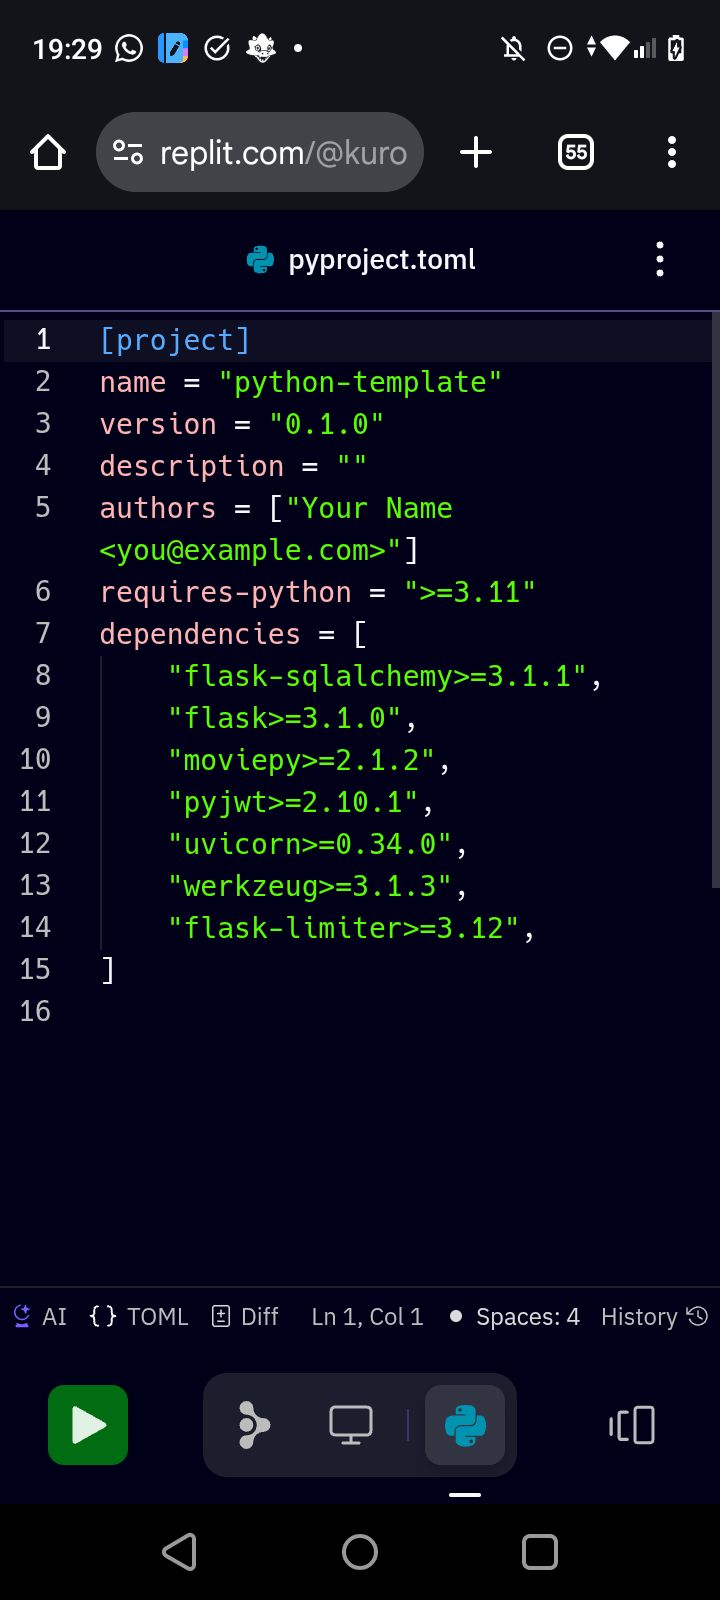 19:29
replit.com/@kuro
55
pyproject.toml
1 [project]
2 name = "python-template"
3 version = "0.1.0"
4 description = ""
5 authors = ["Your Name
<you@example.com>"]
6 requires-python = ">=3.11"
7 dependencies = [
8 "flask-sqlalchemy>=3.1.1",
9 "flask>=3.1.0",
10 "moviepy>=2.1.2",
11 "pyjwt>=2.10.1",
12 "uvicorn>=0.34.0",
13 "werkzeug>=3.1.3",
14 "flask-limiter>=3.12",
15 ]
16
AI {} TOML Diff Ln 1, Col 1 • Spaces: 4 History